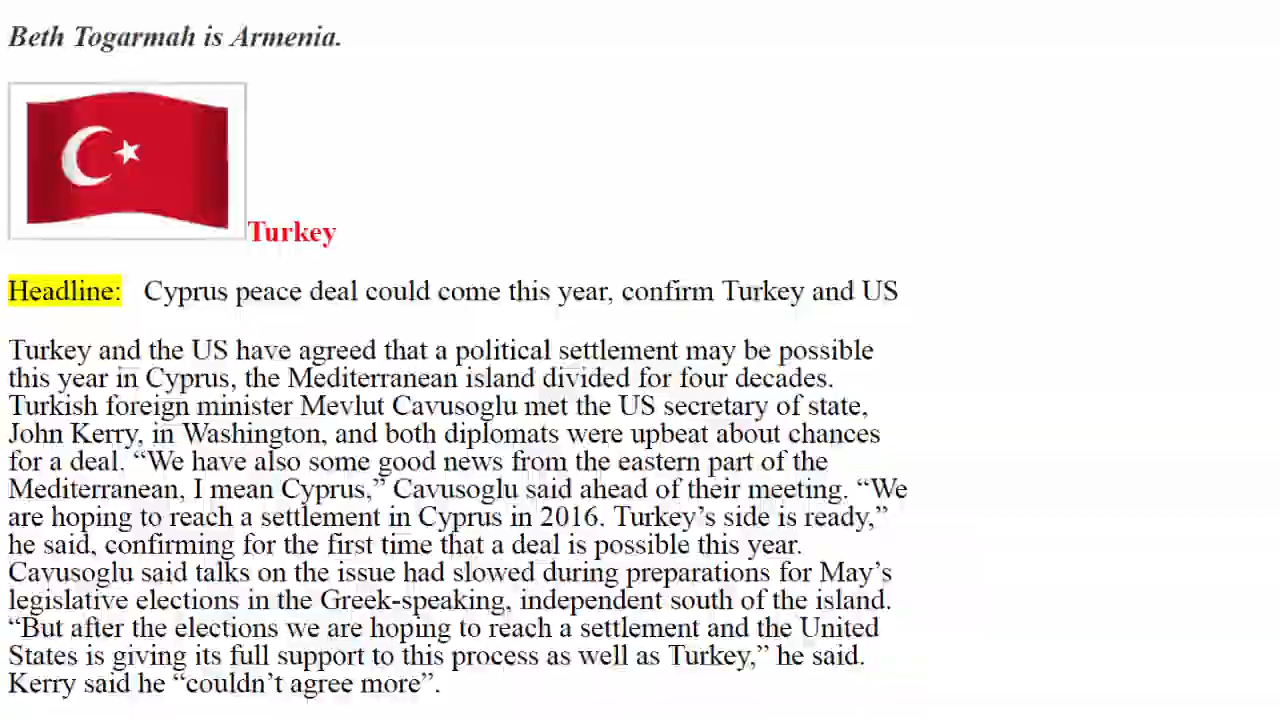 Beth Togarmah is Armenia.
Turkey
Headline: Cyprus peace deal could come this year, confirm Turkey and US
Turkey and the US have agreed that a political settlement may be possible
this year in Cyprus, the Mediterranean island divided for four decades.
Turkish foreign minister Mevlut Cavusoglu met the US secretary of state,
John Kerry, in Washington, and both diplomats were upbeat about chances
for a deal. “We have also some good news from the eastern part of the
Mediterranean, I mean Cyprus,” Cavusoglu said ahead of their meeting. “We
are hoping to reach a settlement in Cyprus in 2016. Turkey’s side is ready,”
he said, confirming for the first time that a deal is possible this year.
Cavusoglu said talks on the issue had slowed during preparations for May’s
legislative elections in the Greek-speaking, independent south of the island.
“But after the elections we are hoping to reach a settlement and the United
States is giving its full support to this process as well as Turkey,” he said.
Kerry said he “couldn’t agree more”.